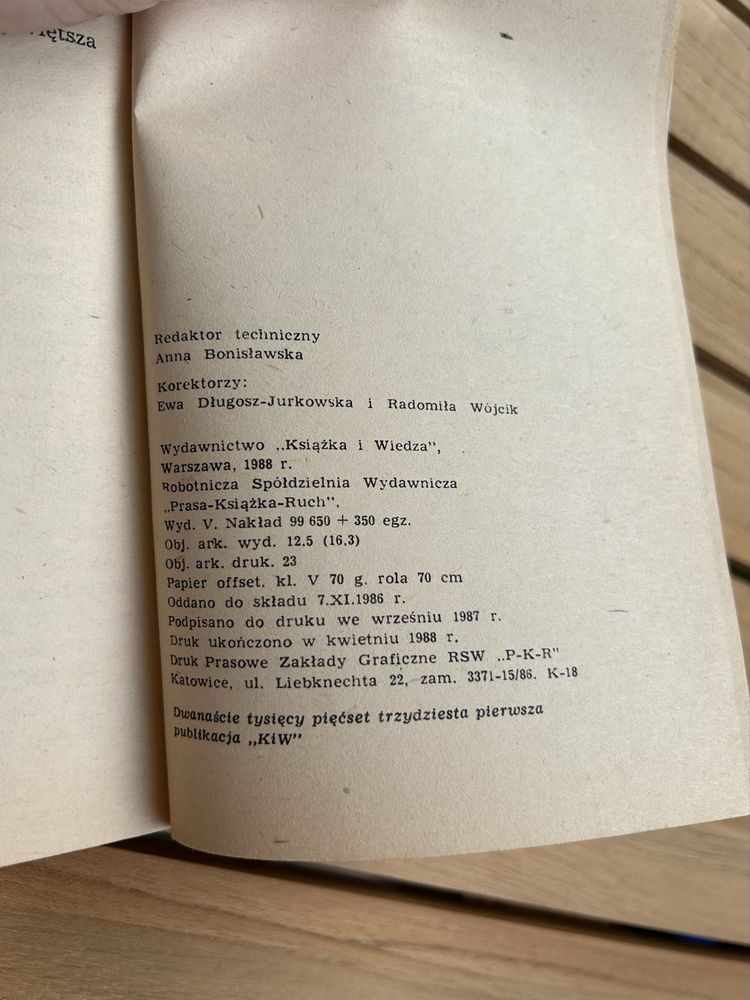 iętsza
Redaktor techniczny
Anna Bonisławska
Korektorzy:
Ewa Długosz-Jurkowska i Radomiła Wójcik
Wydawnictwo „Książka i Wiedza”,
Warszawa, 1988 r.
Robotnicza Spółdzielnia Wydawnicza
„Prasa-Książka-Ruch”,
Wyd. V. Nakład 99 650 + 350 egz.
Obj. ark. wyd. 12.5 (16,3)
Obj. ark. druk. 23
Papier offset. kl. V 70 g. rola 70 cm
Oddano do składu 7.XI.1986 r.
Podpisano do druku we wrześniu 1987 r.
Druk ukończono w kwietniu 1988 r.
Druk Prasowe Zakłady Graficzne RSW „P-K-R”
Katowice, ul. Liebknechta 22, zam. 3371-15/86. K-18
Dwanaście tysięcy pięćset trzydziesta pierwsza
publikacja „KiW”